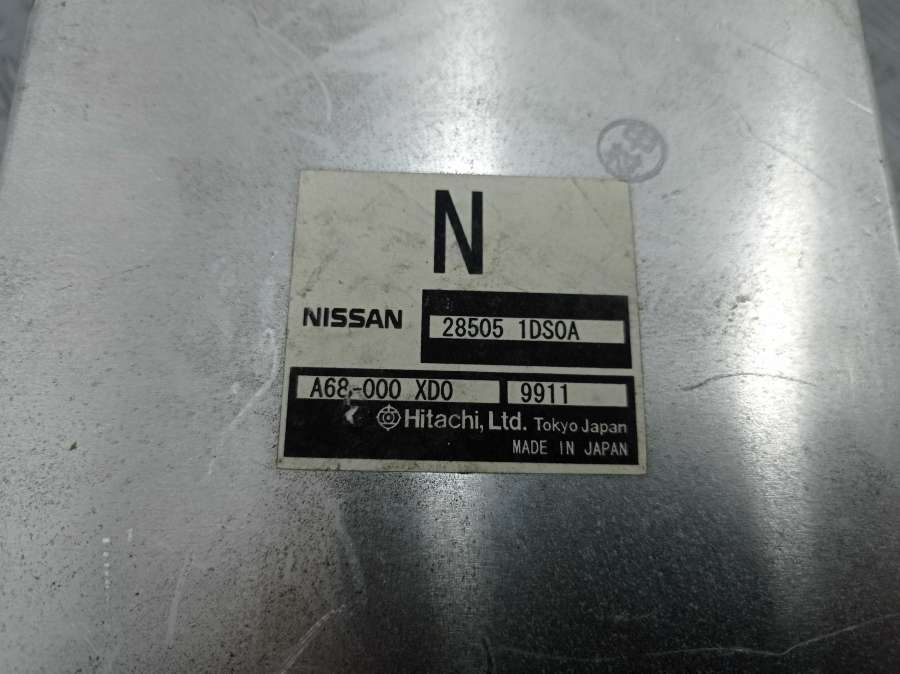 N
NISSAN
28505 1DS0A
A68-000 XD0 9911
Hitachi, Ltd. Tokyo Japan
MADE IN JAPAN